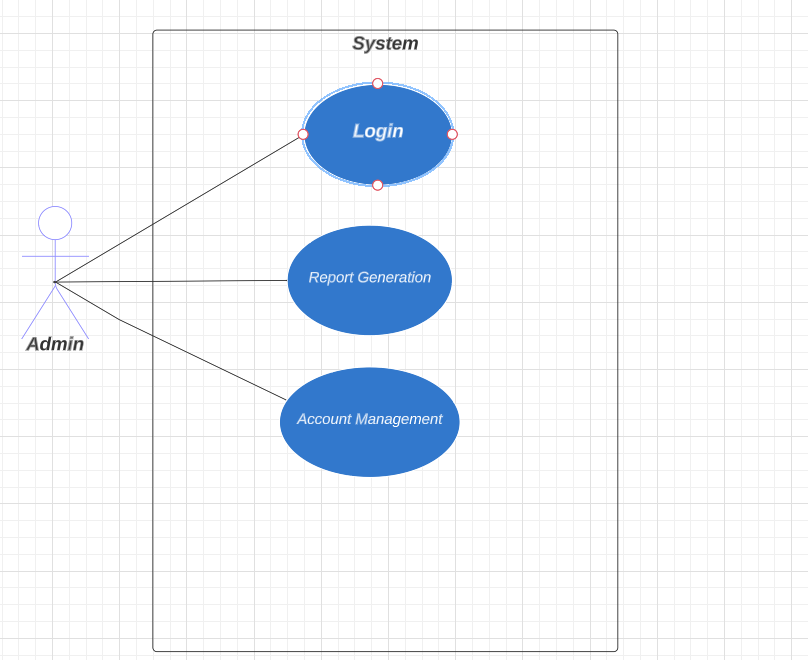 System
Login
Report Generation
Admin
Account Management